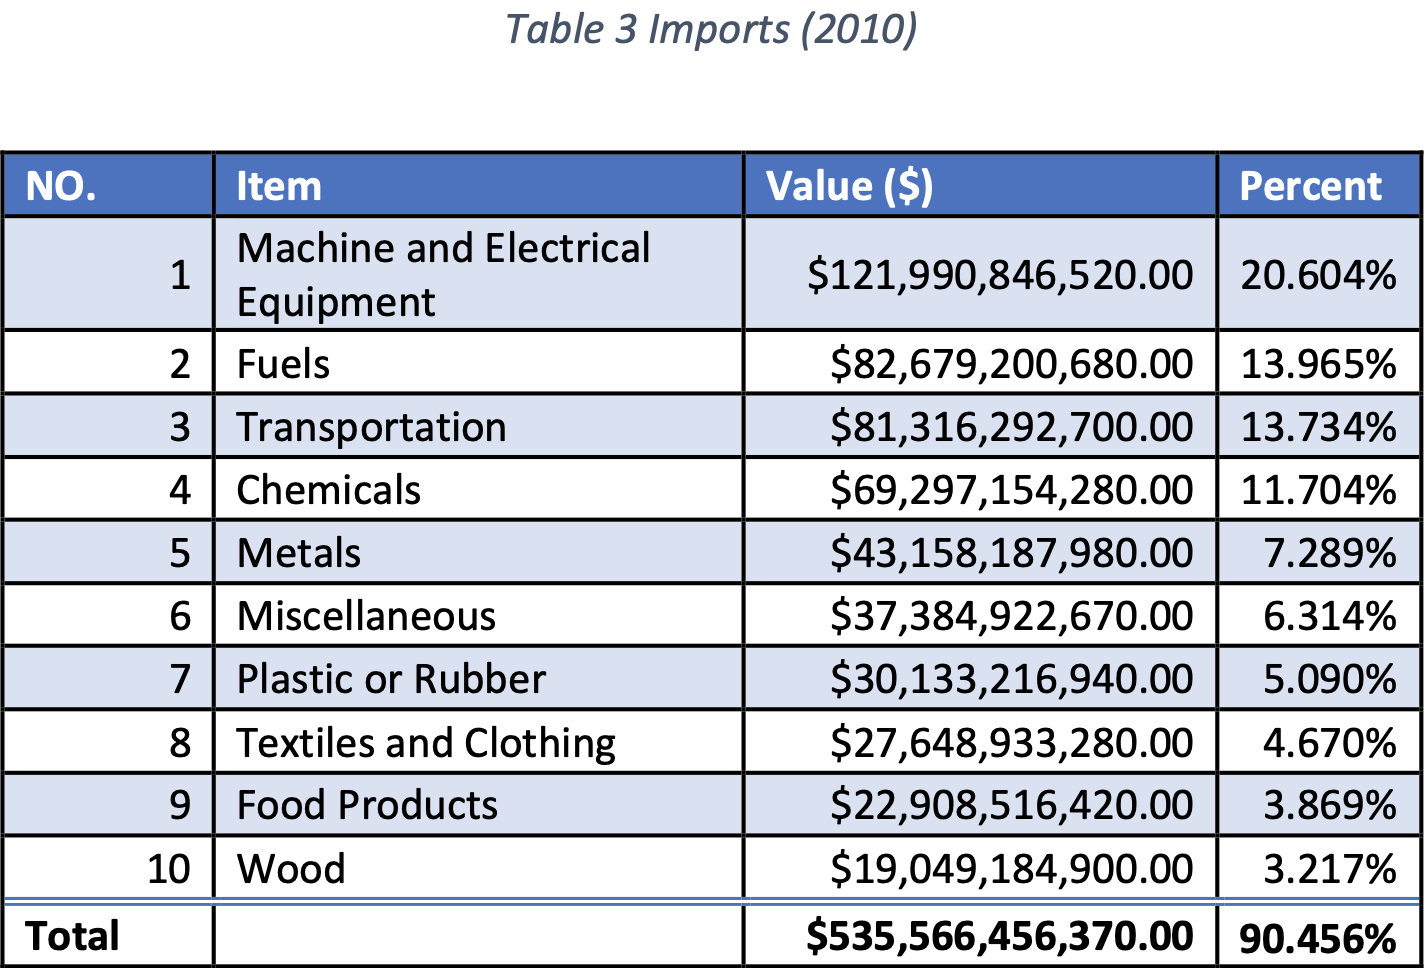 Table 3 Imports (2010)
NO. Item Value ($) Percent
1 Machine and Electrical Equipment $121,990,846,520.00 20.604%
2 Fuels $82,679,200,680.00 13.965%
3 Transportation $81,316,292,700.00 13.734%
4 Chemicals $69,297,154,280.00 11.704%
5 Metals $43,158,187,980.00 7.289%
6 Miscellaneous $37,384,922,670.00 6.314%
7 Plastic or Rubber $30,133,216,940.00 5.090%
8 Textiles and Clothing $27,648,933,280.00 4.670%
9 Food Products $22,908,516,420.00 3.869%
10 Wood $19,049,184,900.00 3.217%
Total $535,566,456,370.00 90.456%